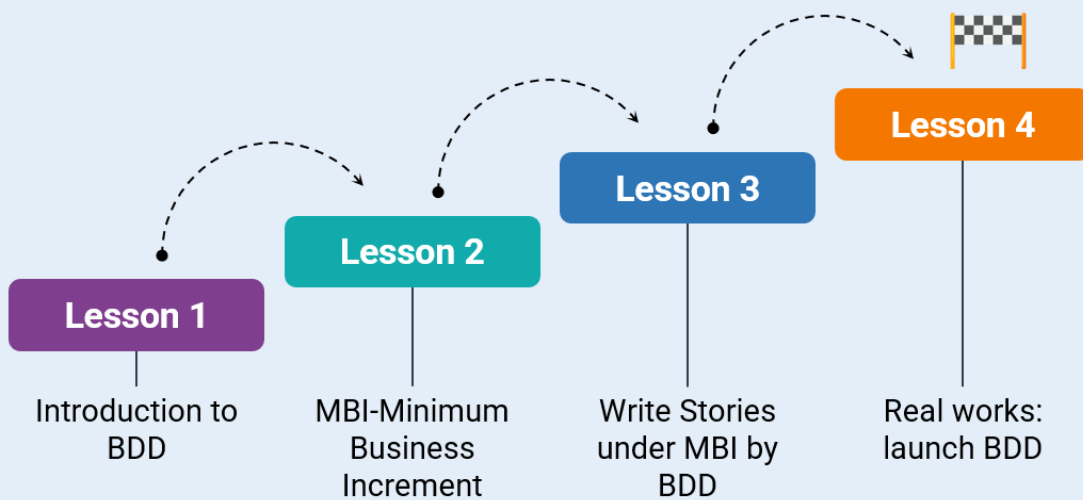 Lesson 1
Introduction to
BDD
Lesson 2
MBI-Minimum
Business
Increment
Lesson 3
Write Stories
under MBI by
BDD
Lesson 4
Real works:
launch BDD